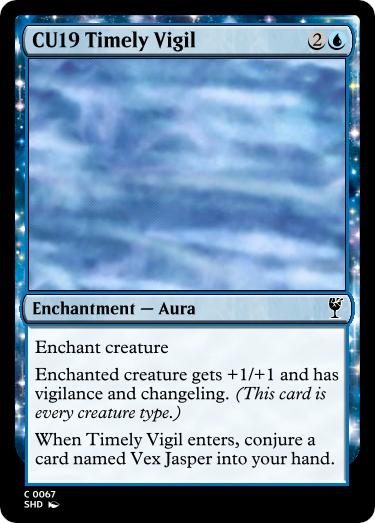 CU19 Timely Vigil 2
Enchantment — Aura
Enchant creature
Enchanted creature gets +1/+1 and has
vigilance and changeling. (This card is
every creature type.)
When Timely Vigil enters, conjure a
card named Vex Jasper into your hand.
C 0067
SHD